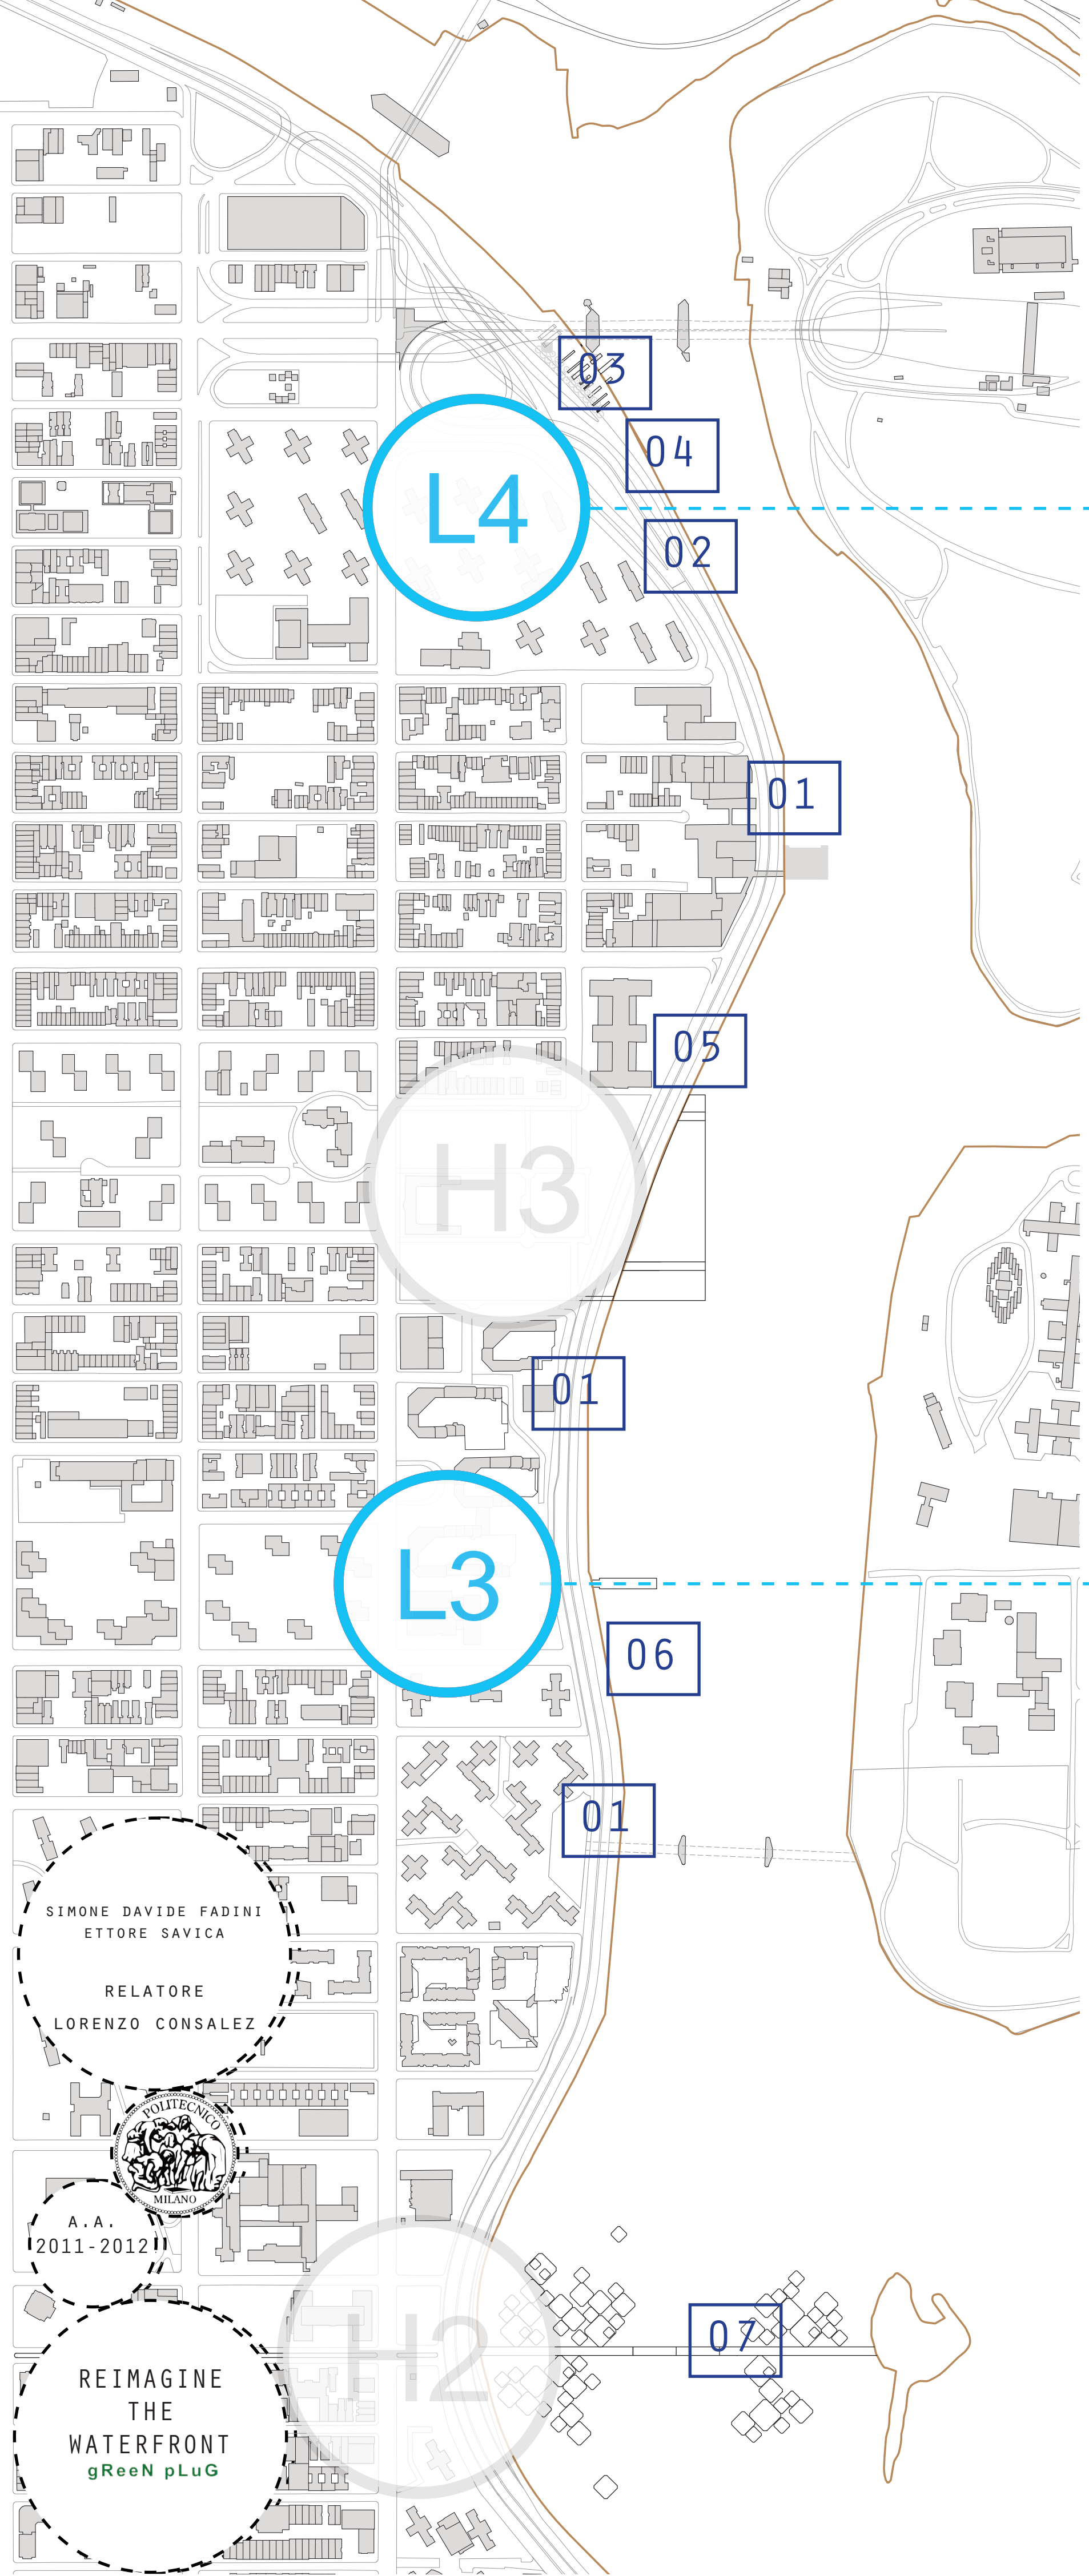 03
04
L4
02
01
05
H3
01
L3
06
01
SIMONE DAVIDE FADINI
ETTORE SAVICA
RELATORE
LORENZO CONSALEZ
POLITECNICO
MILANO
A.A.
2011-2012
H2
07
REIMAGINE
THE
WATERFRONT
gReeN pLuG